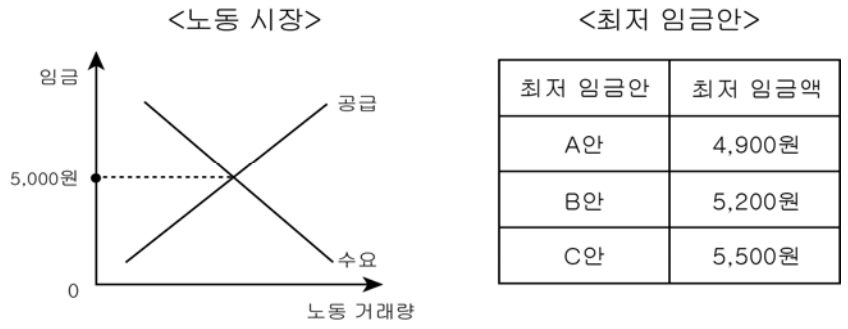 <노동 시장>
임금
공급
5,000원
수요
0
노동 거래량
<최저 임금안>
최저 임금안 최저 임금액
A안 4,900원
B안 5,200원
C안 5,500원